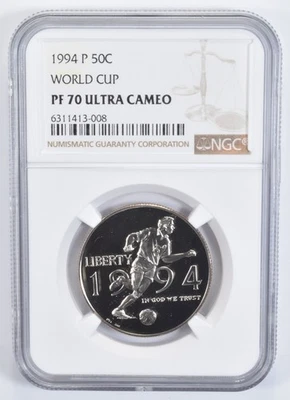 1994 P 50C
WORLD CUP
PF 70 ULTRA CAMEO
6311413-008
NUMISMATIC GUARANTY CORPORATION
NGC
LIBERTY
1994
IN GOD WE TRUST